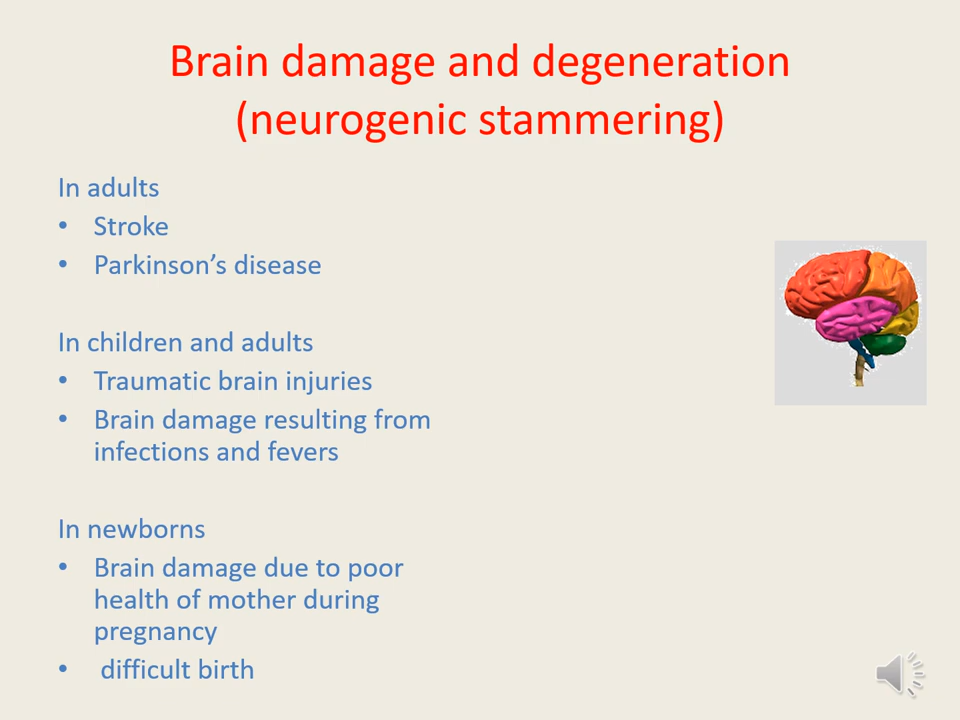 Brain damage and degeneration
(neurogenic stammering)
In adults
• Stroke
• Parkinson’s disease
In children and adults
• Traumatic brain injuries
• Brain damage resulting from
infections and fevers
In newborns
• Brain damage due to poor
health of mother during
pregnancy
• difficult birth